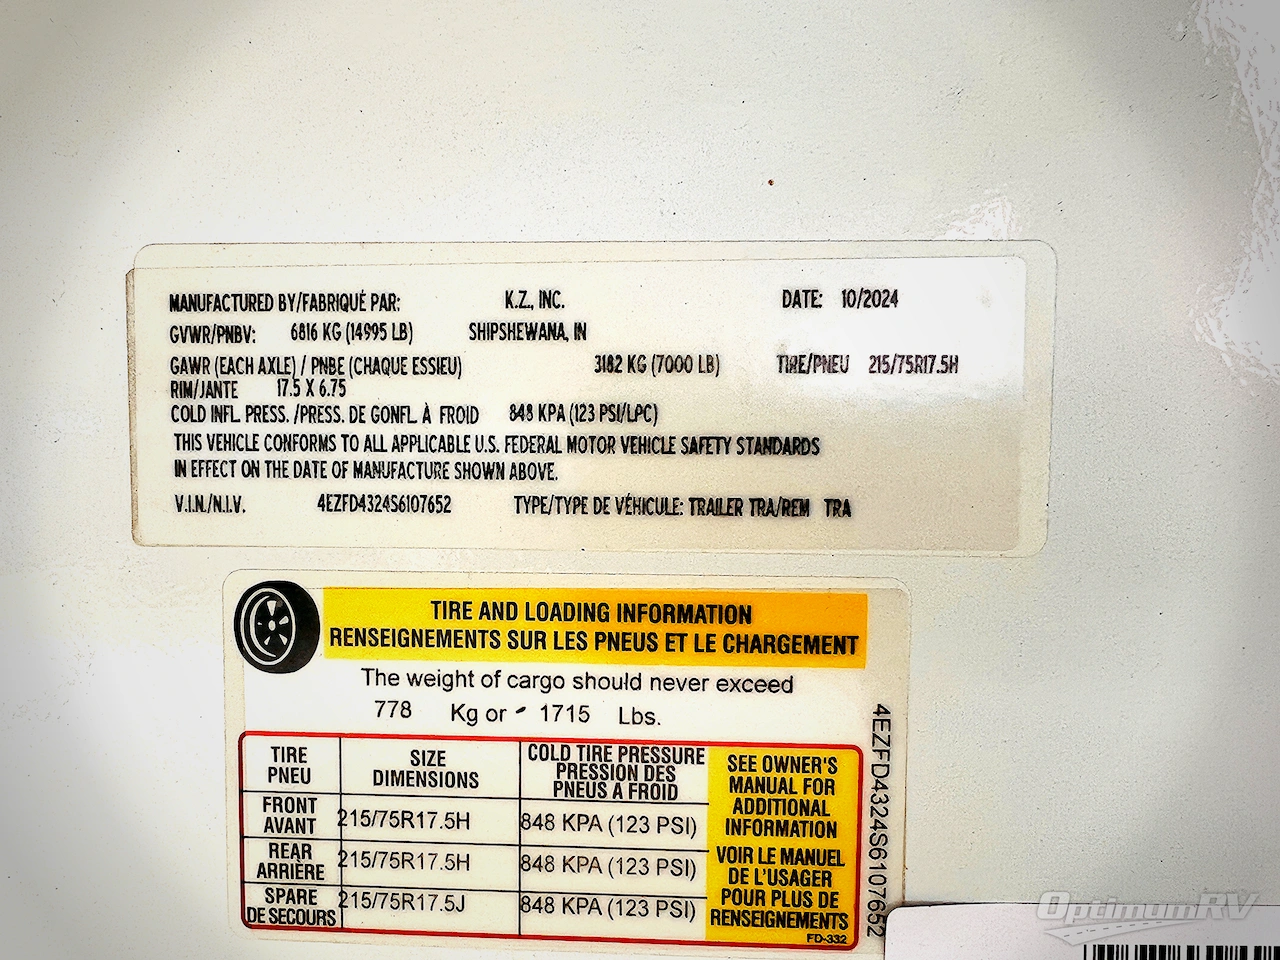 MANUFACTURED BY/FABRIQUÉ PAR: K.Z., INC. DATE: 10/2024
GVWR/PNBV: 6816 KG (14995 LB) SHIPSHEWANA, IN
GAWR (EACH AXLE) / PNBE (CHAQUE ESSIEU) 3182 KG (7000 LB) TIRE/PNEU 215/75R17.5H
RIM/JANTE 17.5 X 6.75
COLD INFL. PRESS. /PRESS. DE GONFL. À FROID 848 KPA (123 PSI/LPC)
THIS VEHICLE CONFORMS TO ALL APPLICABLE U.S. FEDERAL MOTOR VEHICLE SAFETY STANDARDS
IN EFFECT ON THE DATE OF MANUFACTURE SHOWN ABOVE.
V.I.N./N.I.V. 4EZFD4324S6107652 TYPE/TYPE DE VÉHICULE: TRAILER TRA/REM TRA
TIRE AND LOADING INFORMATION
RENSEIGNEMENTS SUR LES PNEUS ET LE CHARGEMENT
The weight of cargo should never exceed
778 Kg or - 1715 Lbs.
TIRE
PNEU
SIZE
DIMENSIONS
COLD TIRE PRESSURE
PRESSION DES
PNEUS A FROID
FRONT
AVANT
215/75R17.5H
848 KPA (123 PSI)
REAR
ARRIÈRE
215/75R17.5H
848 KPA (123 PSI)
SPARE
DE SECOURS
215/75R17.5J
848 KPA (123 PSI)
SEE OWNER'S
MANUAL FOR
ADDITIONAL
INFORMATION
VOIR LE MANUEL
DE L'USAGER
POUR PLUS DE
RENSEIGNEMENTS
FD-332
4EZFD4324S6107652
OptimumRV